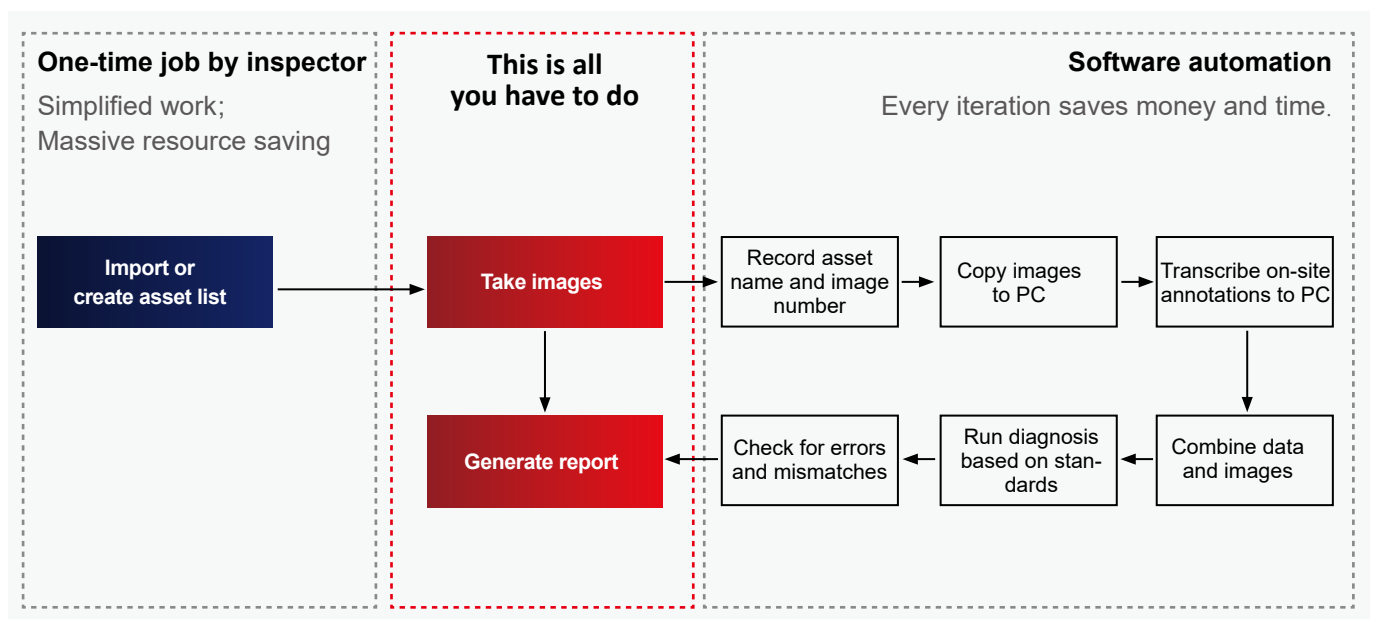 One-time job by inspector
Simplified work;
Massive resource saving
This is all
you have to do
Software automation
Every iteration saves money and time.
Import or
create asset list
Take images
Record asset
name and image
number
Copy images
to PC
Transcribe on-site
annotations to PC
Generate report
Check for errors
and mismatches
Run diagnosis
based on stan-
dards
Combine data
and images